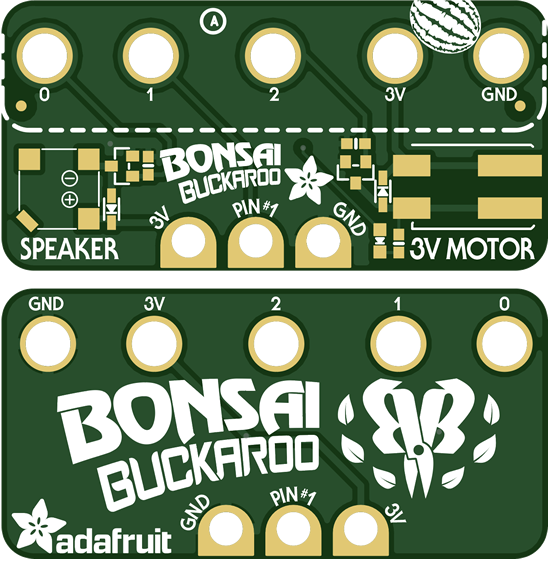 A
0 1 2 3V GND
BONSAI
BUCKAROO
3V PIN #1 GND
SPEAKER
3V MOTOR
GND 3V 2 1 0
BONSAI
BUCKAROO
BB
GND PIN #1 3V
adafruit